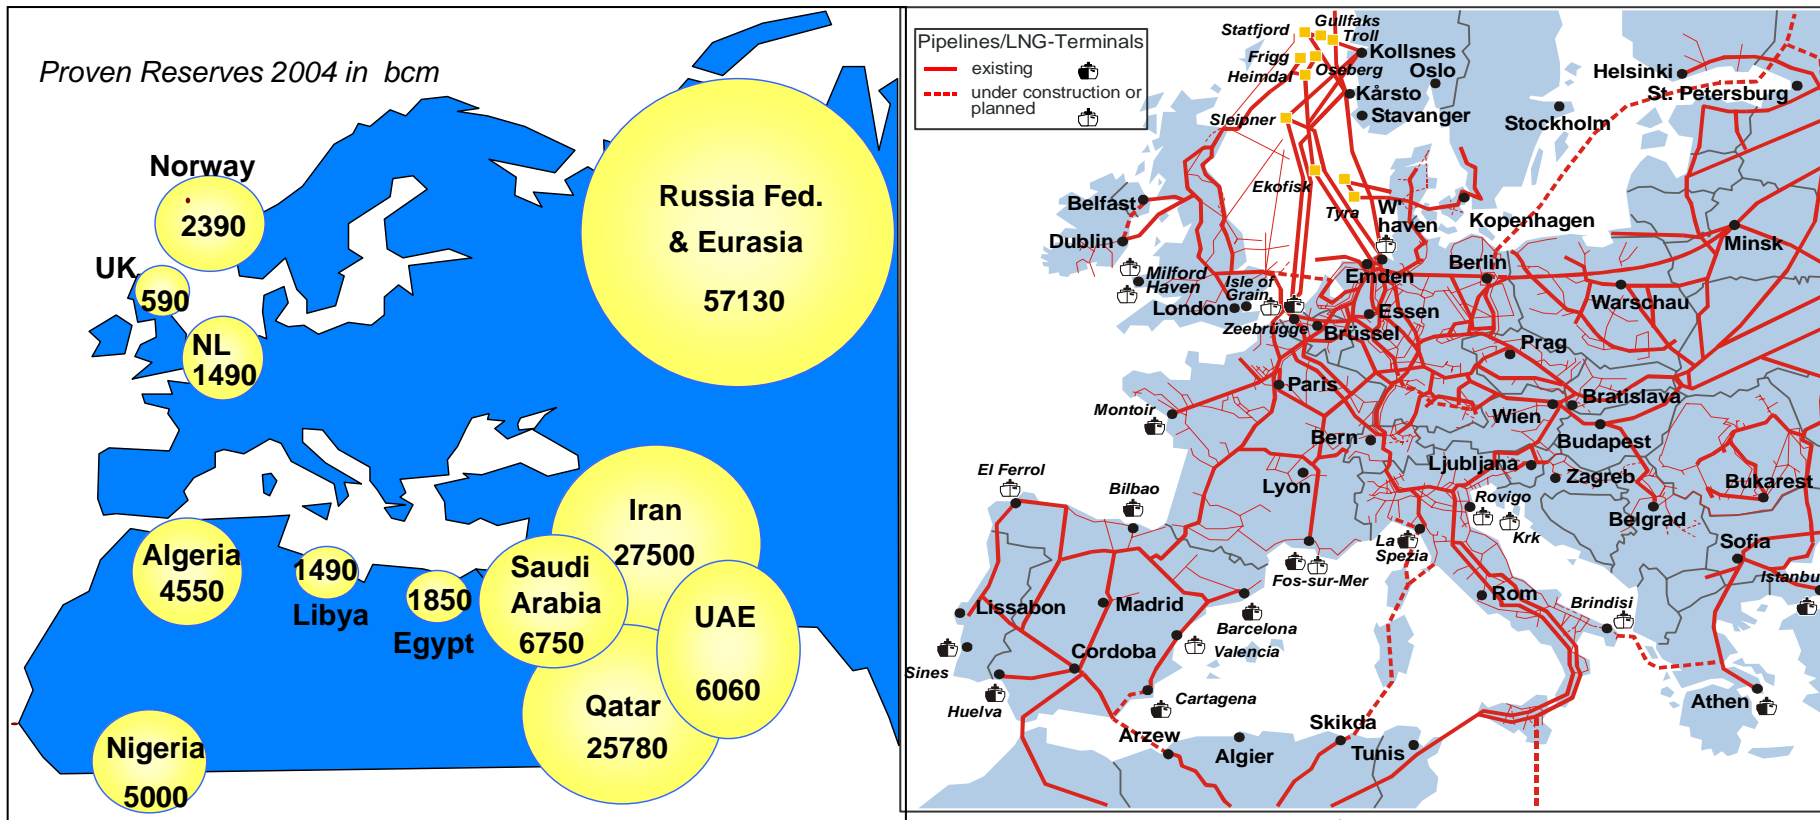 Proven Reserves 2004 in bcm
Norway
2390
UK
590
NL
1490
Russia Fed.
& Eurasia
57130
Iran
27500
Saudi
Arabia
6750
UAE
6060
Qatar
25780
Algeria
4550
1490
Libya
1850
Egypt
Nigeria
5000
Pipelines/LNG-Terminals
existing
under construction or
planned
Statfjord
Gullfaks
Troll
Frigg
Oseberg
Heimdal
Kollsnes
Oslo
Kårsto
Stavanger
Sleipner
Helsinki
St. Petersburg
Stockholm
Ekofisk
Tyra
W'
haven
Kopenhagen
Belfast
Dublin
Minsk
Milford
Haven
Isle of
Grain
London
Zeebrügge
Emden
Berlin
Essen
Brüssel
Warschau
Prag
Paris
Montoir
Wien
Bratislava
Budapest
Bern
Ljubljana
Zagreb
Lyon
El Ferrol
Bilbao
Rovigo
Krk
Belgrad
Bukarest
La
Spezia
Sofia
Fos-sur-Mer
Istanbu
Lissabon
Madrid
Barcelona
Rom
Brindisi
Valencia
Cordoba
Sines
Huelva
Cartagena
Athen
Arzew
Algier
Skikda
Tunis